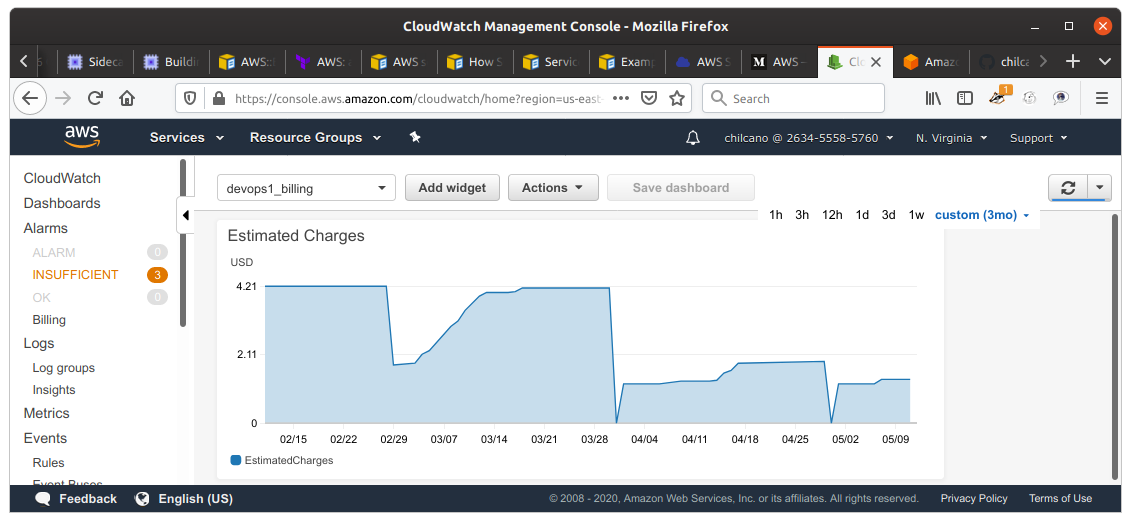 CloudWatch Management Console - Mozilla Firefox
Sideca
Buildin
AWS::
AWS:
AWS s
How S
Servic
Examp
AWS S
AWS –
Clo
Amazo
chilca
https://console.aws.amazon.com/cloudwatch/home?region=us-east-
Search
1
aws
Services
Resource Groups
chilcano @ 2634-5558-5760
N. Virginia
Support
CloudWatch
Dashboards
Alarms
ALARM 0
INSUFFICIENT 3
OK 0
Billing
Logs
Log groups
Insights
Metrics
Events
Rules
Event Buses
devops1_billing
Add widget
Actions
Save dashboard
1h 3h 12h 1d 3d 1w custom (3mo)
Estimated Charges
USD
4.21
2.11
0
02/15 02/22 02/29 03/07 03/14 03/21 03/28 04/04 04/11 04/18 04/25 05/02 05/09
EstimatedCharges
Feedback
English (US)
© 2008 - 2020, Amazon Web Services, Inc. or its affiliates. All rights reserved.
Privacy Policy
Terms of Use